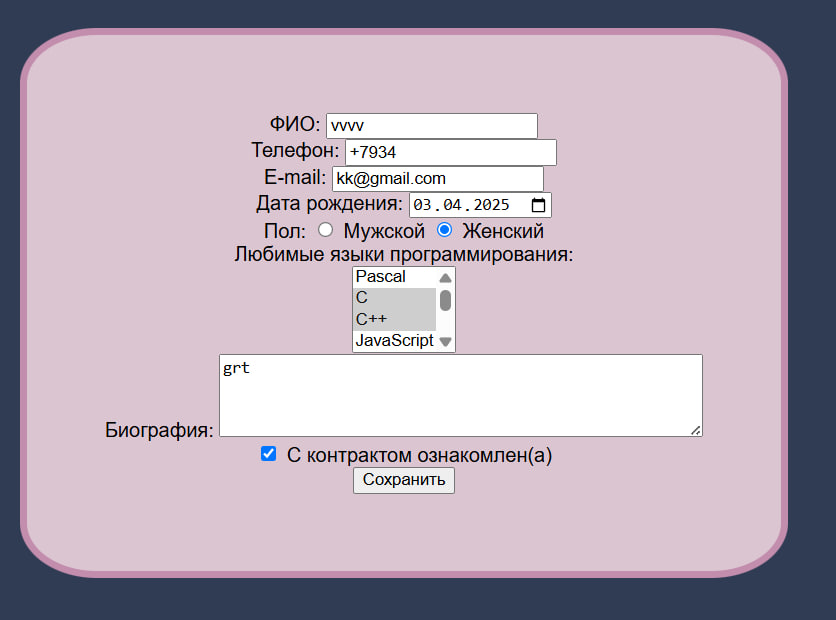 ФИО: vvvv
Телефон: +7934
E-mail: kk@gmail.com
Дата рождения: 03.04.2025
Пол: Мужской Женский
Любимые языки программирования:
Pascal
C
C++
JavaScript
grt
Биография:
С контрактом ознакомлен(а)
Сохранить